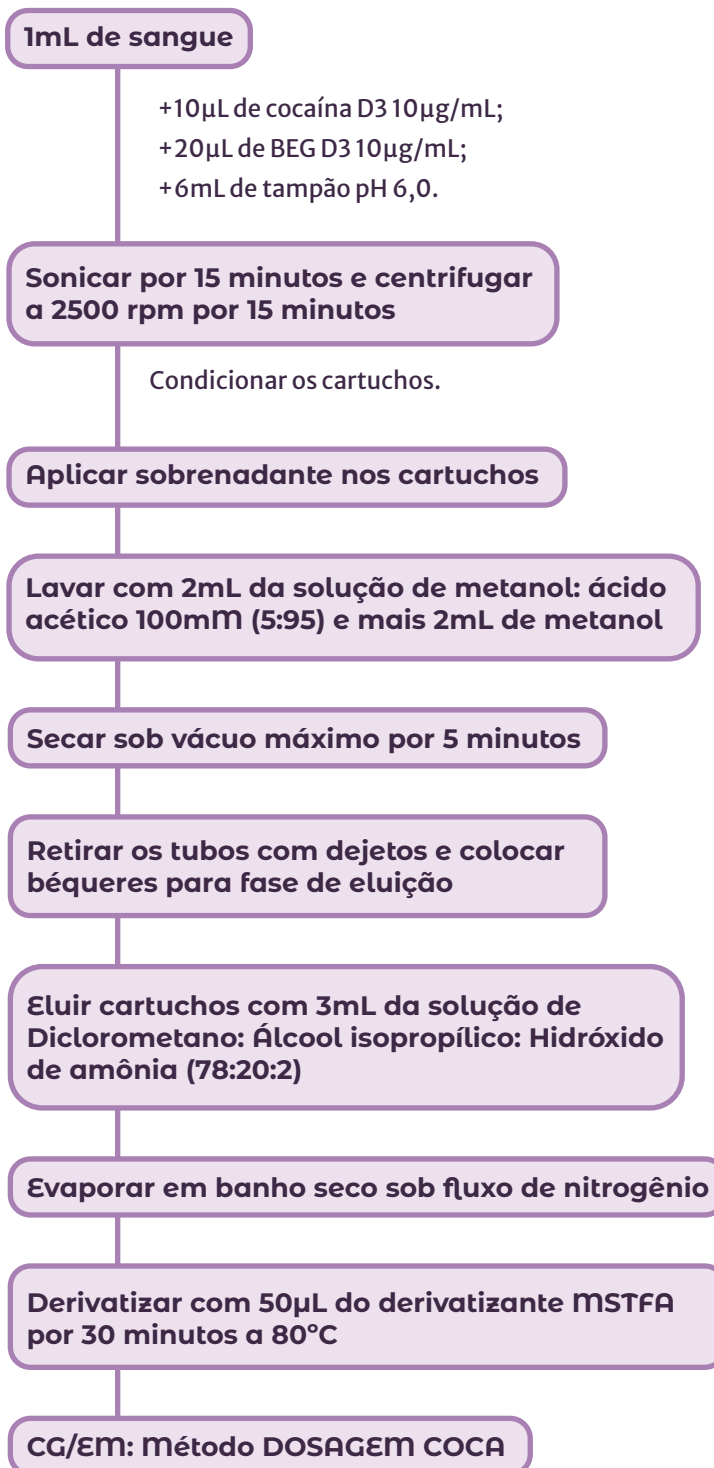 1mL de sangue
+10µL de cocaína D3 10µg/mL;
+20µL de BEG D3 10µg/mL;
+6mL de tampão pH 6,0.
Sonicar por 15 minutos e centrifugar
a 2500 rpm por 15 minutos
Condicionar os cartuchos.
Aplicar sobrenadante nos cartuchos
Lavar com 2mL da solução de metanol: ácido
acético 100mM (5:95) e mais 2mL de metanol
Secar sob vácuo máximo por 5 minutos
Retirar os tubos com dejetos e colocar
béqueres para fase de eluição
Eluir cartuchos com 3mL da solução de
Diclorometano: Álcool isopropílico: Hidróxido
de amônia (78:20:2)
Evaporar em banho seco sob fluxo de nitrogênio
Derivatizar com 50µL do derivatizante MSTFA
por 30 minutos a 80ºC
CG/EM: Método DOSAGEM COCA